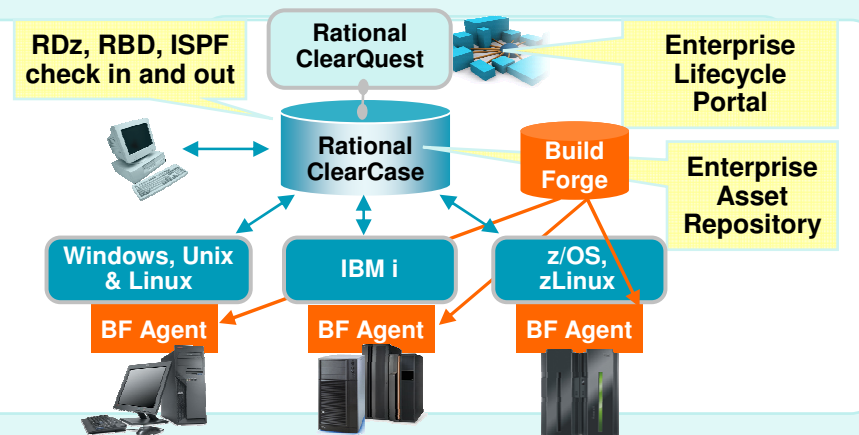 RDz, RBD, ISPF
check in and out
Rational
ClearQuest
Enterprise
Lifecycle
Portal
Rational
ClearCase
Build
Forge
Enterprise
Asset
Repository
Windows, Unix
& Linux
IBM i
z/OS,
zLinux
BF Agent
BF Agent
BF Agent